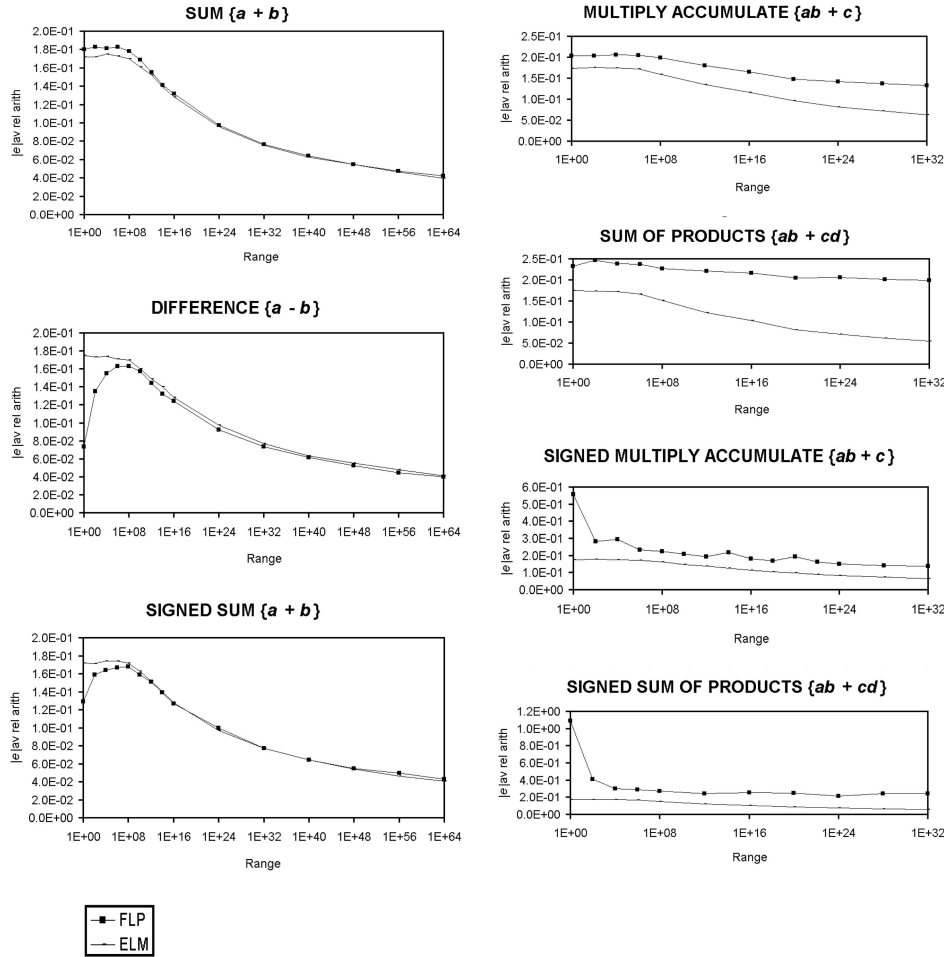 SUM {a + b}
|e|av rel arith
2.0E-01
1.8E-01
1.6E-01
1.4E-01
1.2E-01
1.0E-01
8.0E-02
6.0E-02
4.0E-02
2.0E-02
0.0E+00
1E+00 1E+08 1E+16 1E+24 1E+32 1E+40 1E+48 1E+56 1E+64
Range
DIFFERENCE {a - b}
|e|av rel arith
2.0E-01
1.8E-01
1.6E-01
1.4E-01
1.2E-01
1.0E-01
8.0E-02
6.0E-02
4.0E-02
2.0E-02
0.0E+00
1E+00 1E+08 1E+16 1E+24 1E+32 1E+40 1E+48 1E+56 1E+64
Range
SIGNED SUM {a + b}
|e|av rel arith
2.0E-01
1.8E-01
1.6E-01
1.4E-01
1.2E-01
1.0E-01
8.0E-02
6.0E-02
4.0E-02
2.0E-02
0.0E+00
1E+00 1E+08 1E+16 1E+24 1E+32 1E+40 1E+48 1E+56 1E+64
Range
FLP
ELM
MULTIPLY ACCUMULATE {ab + c}
|e|av rel arith
2.5E-01
2.0E-01
1.5E-01
1.0E-01
5.0E-02
0.0E+00
1E+00 1E+08 1E+16 1E+24 1E+32
Range
SUM OF PRODUCTS {ab + cd}
|e|av rel arith
2.5E-01
2.0E-01
1.5E-01
1.0E-01
5.0E-02
0.0E+00
1E+00 1E+08 1E+16 1E+24 1E+32
Range
SIGNED MULTIPLY ACCUMULATE {ab + c}
|e|av rel arith
6.0E-01
5.0E-01
4.0E-01
3.0E-01
2.0E-01
1.0E-01
0.0E+00
1E+00 1E+08 1E+16 1E+24 1E+32
Range
SIGNED SUM OF PRODUCTS {ab + cd}
|e|av rel arith
1.2E+00
1.0E+00
8.0E-01
6.0E-01
4.0E-01
2.0E-01
0.0E+00
1E+00 1E+08 1E+16 1E+24 1E+32
Range